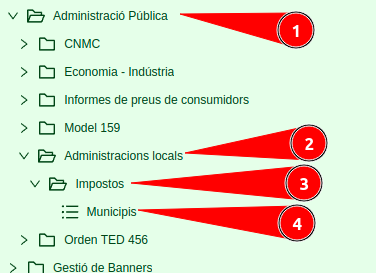 Administració Pública 1
CNMC
Economia - Indústria
Informes de preus de consumidors
Model 159
Administracions locals 2
Impostos 3
Municipis 4
Orden TED 456
Gestió de Banners